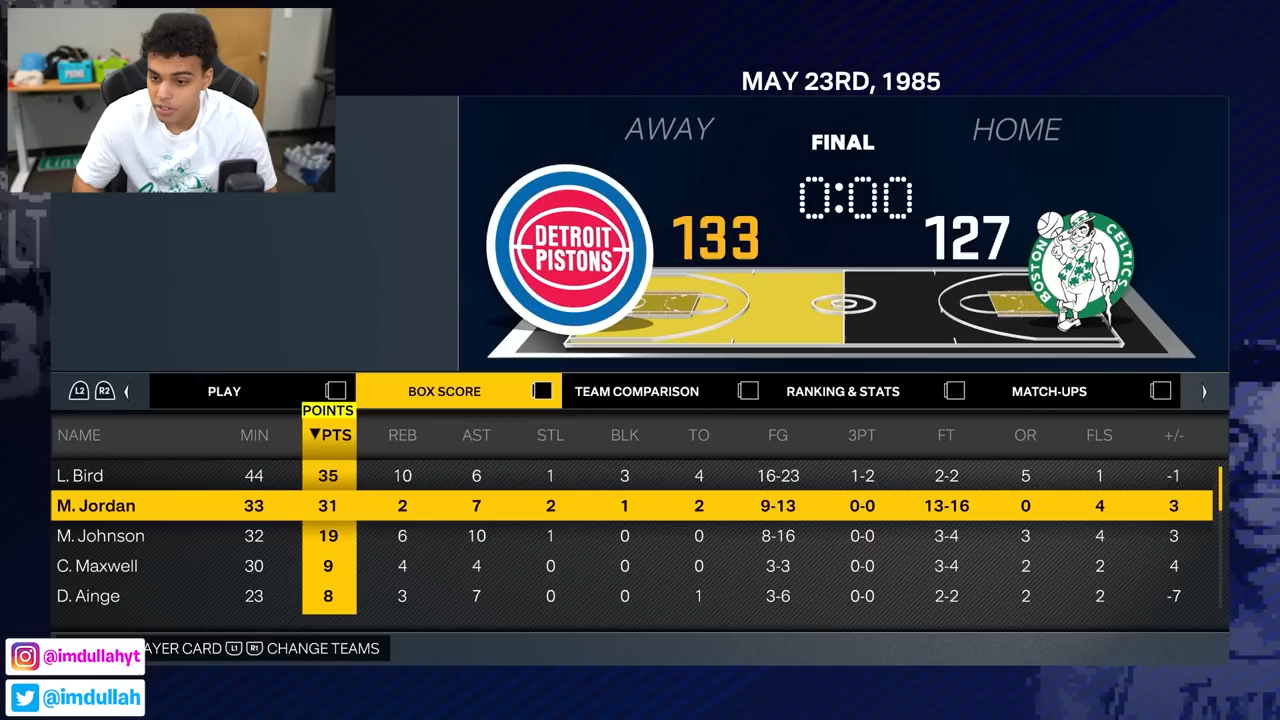 MAY 23RD, 1985
AWAY
FINAL
HOME
0:00
133
127
DETROIT
PISTONS
BOSTON
CELTICS
L2 R2 PLAY BOX SCORE TEAM COMPARISON RANKING & STATS MATCH-UPS
POINTS
NAME MIN ▼PTS REB AST STL BLK TO FG 3PT FT OR FLS +/-
L. Bird 44 35 10 6 1 3 4 16-23 1-2 2-2 5 1 -1
M. Jordan 33 31 2 7 2 1 2 9-13 0-0 13-16 0 4 3
M. Johnson 32 19 6 10 1 0 0 8-16 0-0 3-4 3 4 3
C. Maxwell 30 9 4 4 0 0 0 3-3 0-0 3-4 2 2 4
D. Ainge 23 8 3 7 0 0 1 3-6 0-0 2-2 2 2 -7
AYER CARD L1 R1 CHANGE TEAMS
@imdullahyt
@imdullah